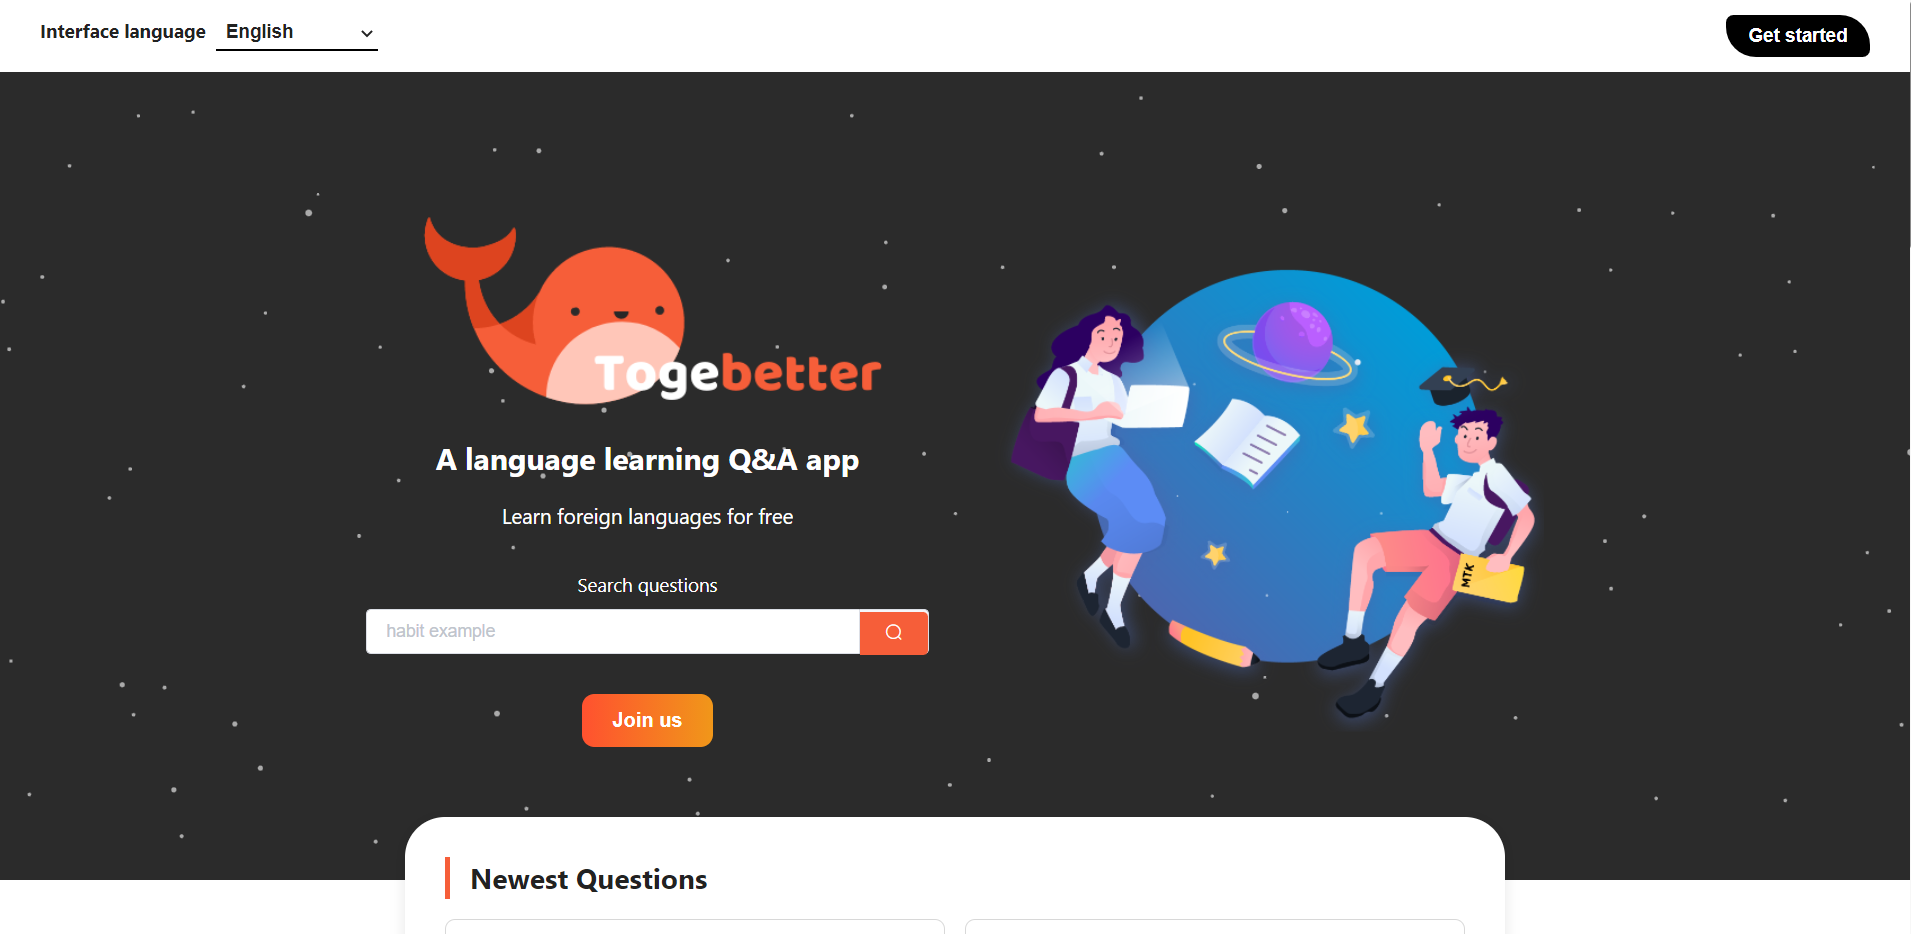 Interface language English
Get started
Togebetter
A language learning Q&A app
Learn foreign languages for free
Search questions
habit example
Join us
MTK
Newest Questions